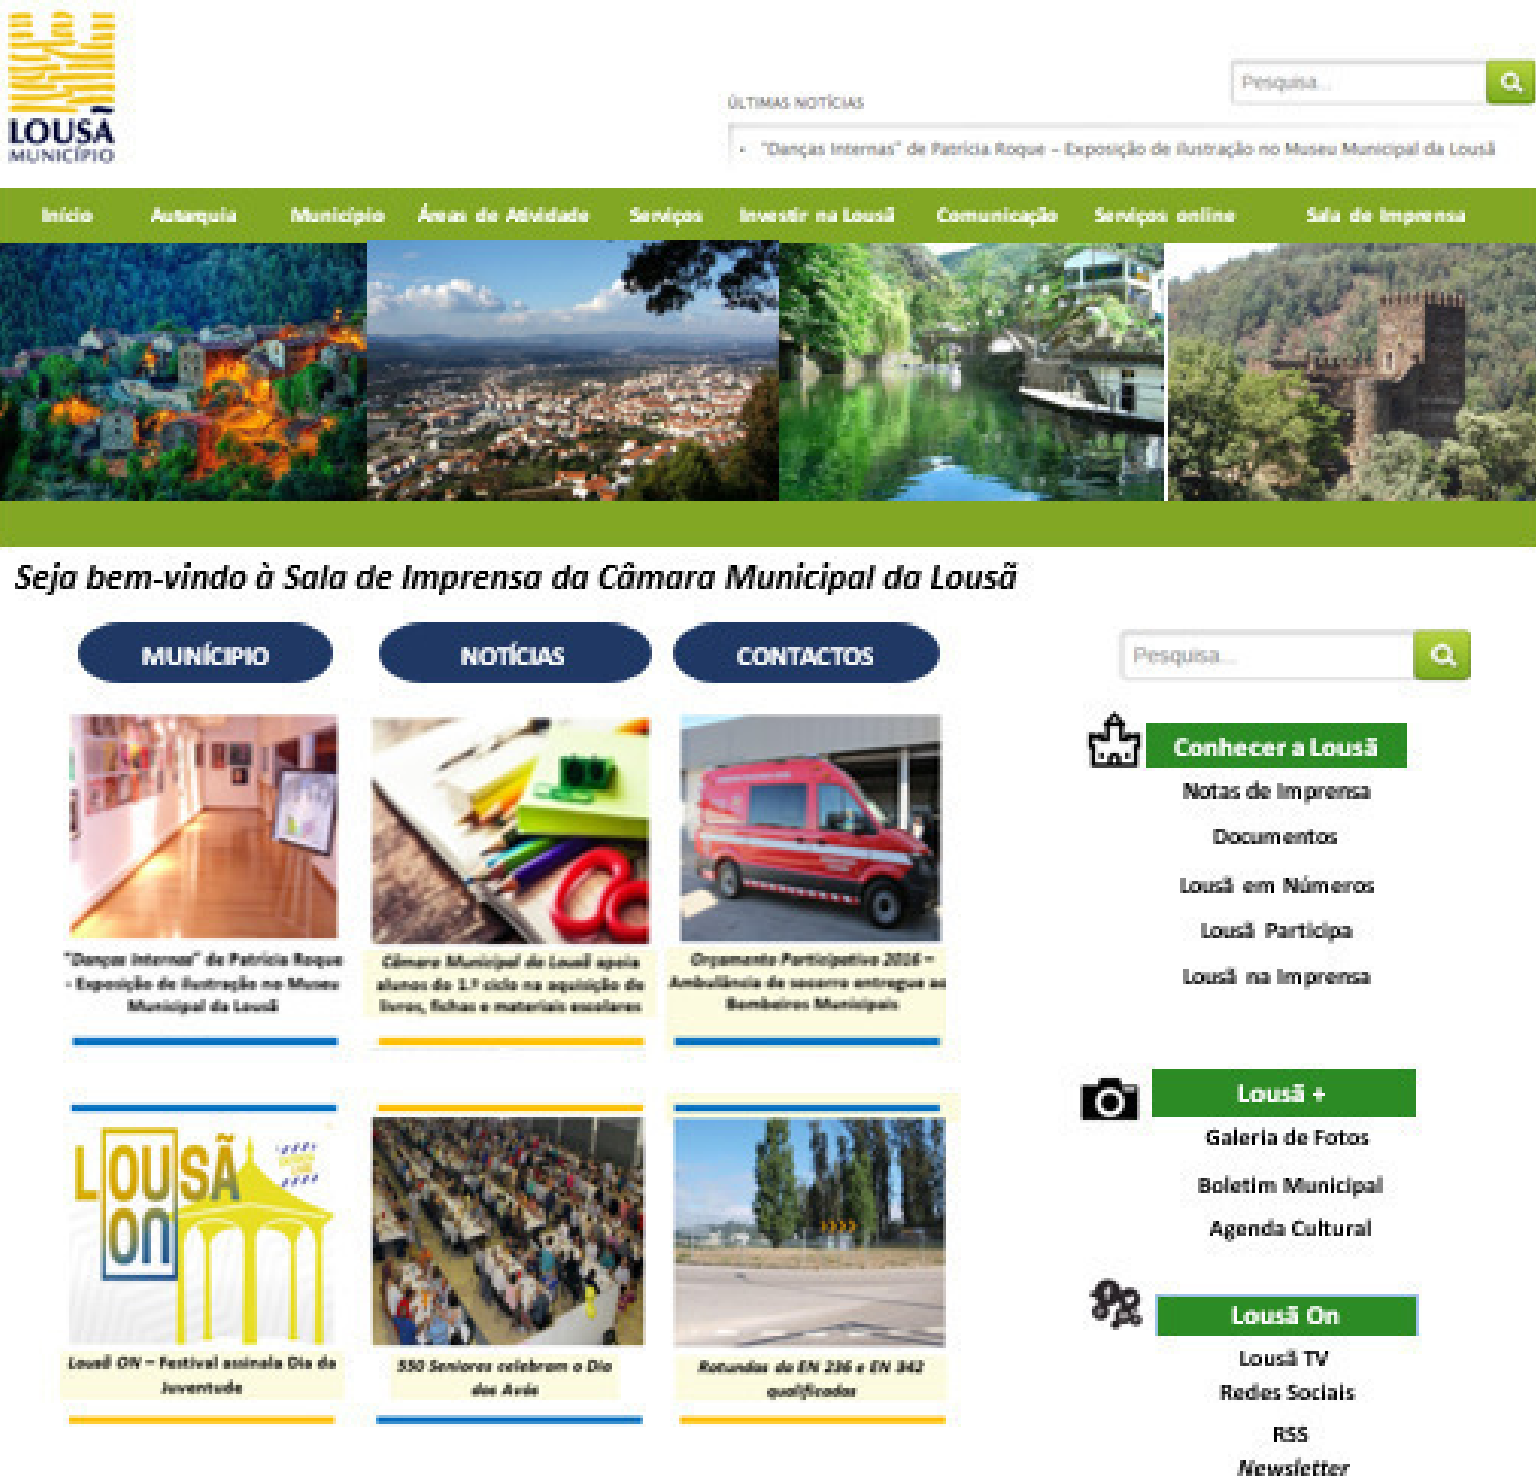 LOUSÃ
MUNICÍPIO
Pesquisa...
ÚLTIMAS NOTÍCIAS
• "Danças Internas" de Patrícia Roque – Exposição de ilustração no Museu Municipal da Lousã
Início Autarquia Município Áreas de Atividade Serviços Investir na Lousã Comunicação Serviços online Sala de Imprensa
Seja bem-vindo à Sala de Imprensa da Câmara Municipal da Lousã
MUNÍCIPIO
NOTÍCIAS
CONTACTOS
"Danças Internas" de Patrícia Roque
- Exposição de ilustração no Museu
Municipal da Lousã
Câmara Municipal da Lousã apoia
alunos do 1.º ciclo na aquisição de
livros, fichas e materiais escolares
Orçamento Participativo 2016 –
Ambulância de socorro entregue ao
Bombeiros Municipais
LOUSÃ
ON
Lousã ON – Festival assinala Dia da
Juventude
550 Seniores celebram o Dia
dos Avós
Rotundas da EN 236 e EN 342
qualificadas
Pesquisa...
Conhecer a Lousã
Notas de Imprensa
Documentos
Lousã em Números
Lousã Participa
Lousã na Imprensa
Lousã +
Galeria de Fotos
Boletim Municipal
Agenda Cultural
Lousã On
Lousã TV
Redes Sociais
RSS
Newsletter